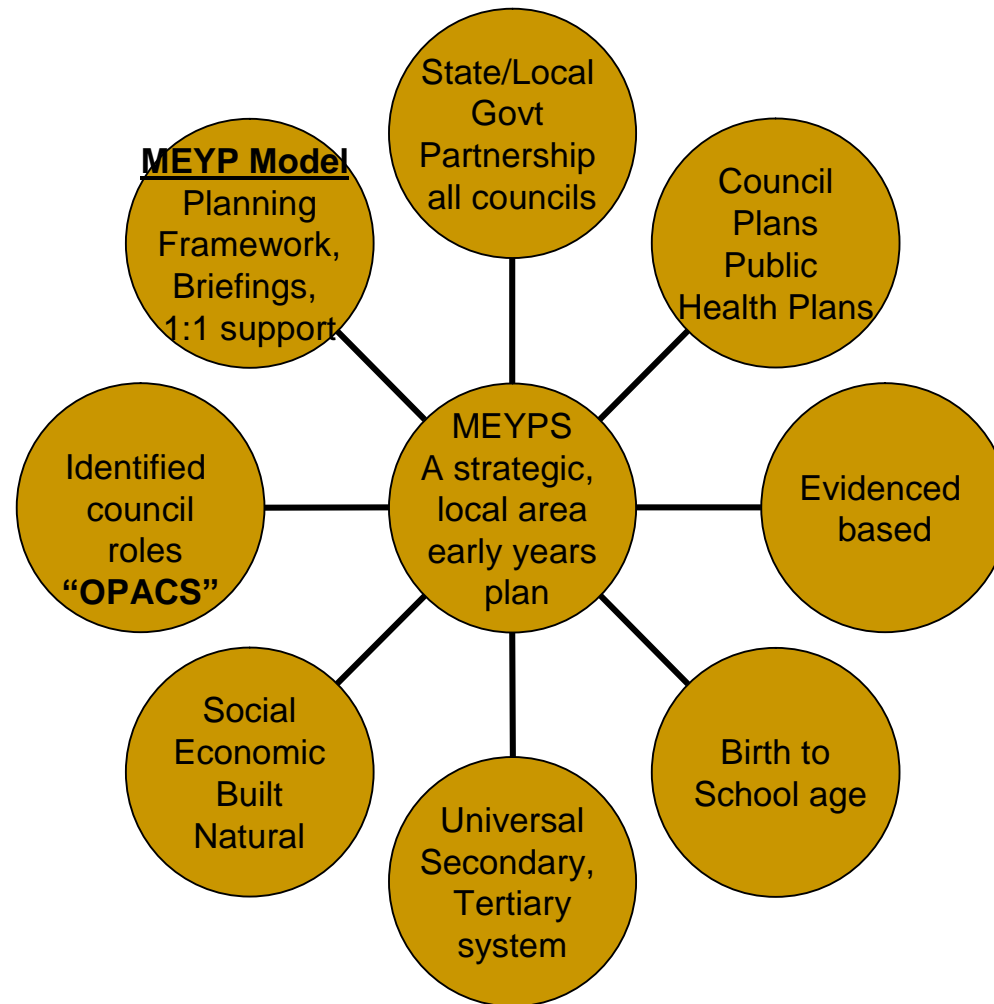 State/Local
Govt
Partnership
all councils
MEYP Model
Planning
Framework,
Briefings,
1:1 support
Council
Plans
Public
Health Plans
Identified
council
roles
“OPACS”
MEYPS
A strategic,
local area
early years
plan
Evidenced
based
Social
Economic
Built
Natural
Universal
Secondary,
Tertiary
system
Birth to
School age